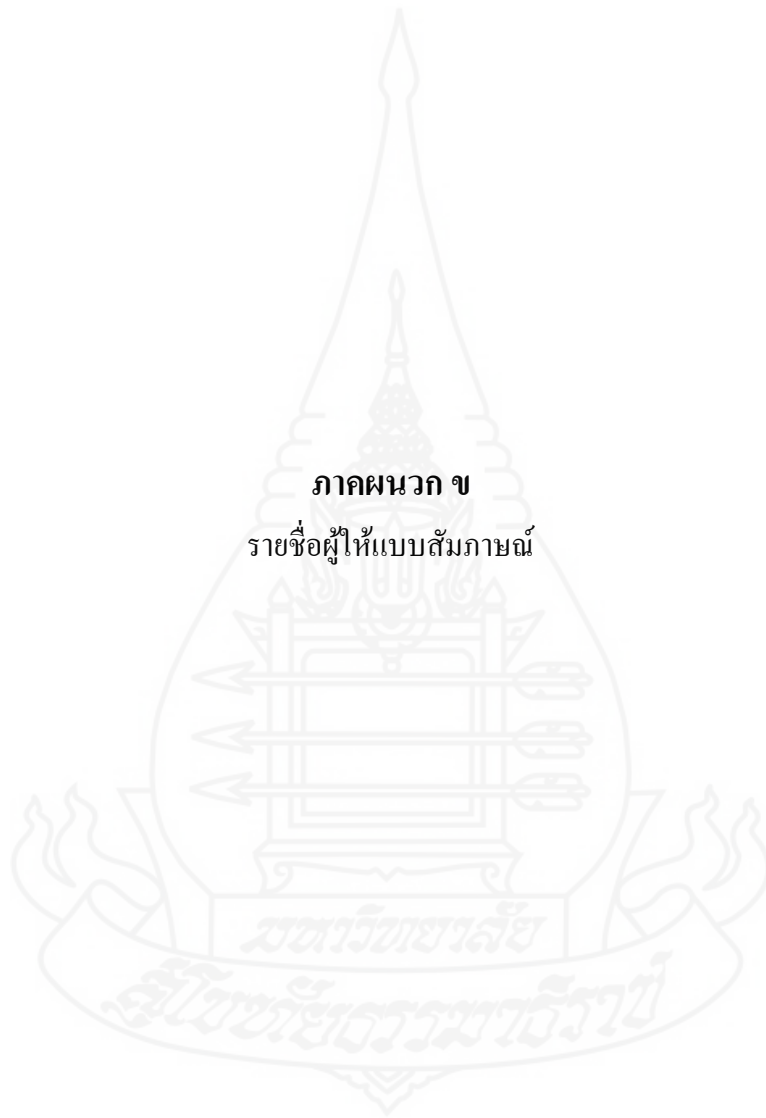 ภาคผนวก ข
รายชื่อผู้ให้แบบสัมภาษณ์
มหาวิทยาลัย
สุโขทัยธรรมาธิราช